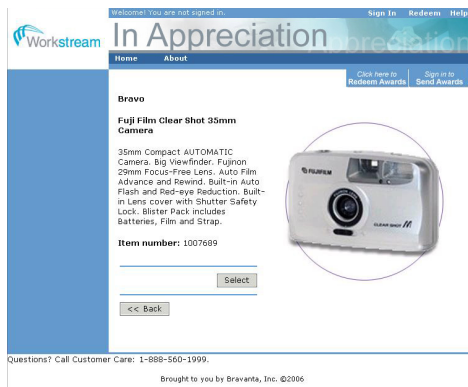 Welcome! You are not signed in.
Sign In Redeem Help
Workstream
In Appreciation
Home About
Click here to
Redeem Awards
Sign in to
Send Awards
Bravo
Fuji Film Clear Shot 35mm
Camera
35mm Compact AUTOMATIC
Camera. Big Viewfinder. Fujinon
29mm Focus-Free Lens. Auto Film
Advance and Rewind. Built-in Auto
Flash and Red-eye Reduction. Built-
in Lens cover with Shutter Safety
Lock. Blister Pack includes
Batteries, Film and Strap.
Item number: 1007689
FUJIFILM
CLEAR SHOT M
Select
<< Back
Questions? Call Customer Care: 1-888-560-1999.
Brought to you by Bravanta, Inc. ©2006